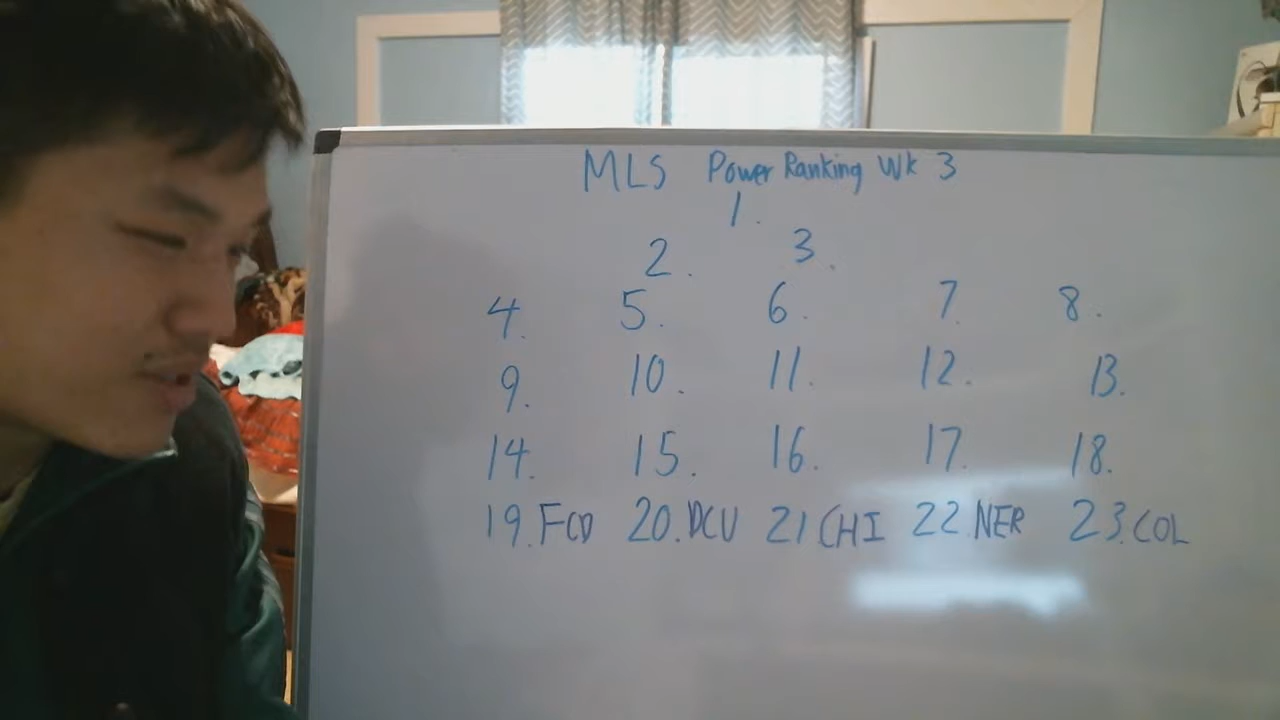 MLS Power Ranking Wk 3
1.
2. 3.
4. 5. 6. 7. 8.
9. 10. 11. 12. 13.
14. 15. 16. 17. 18.
19. FCD 20. DCU 21 CHI 22. NER 23. COL